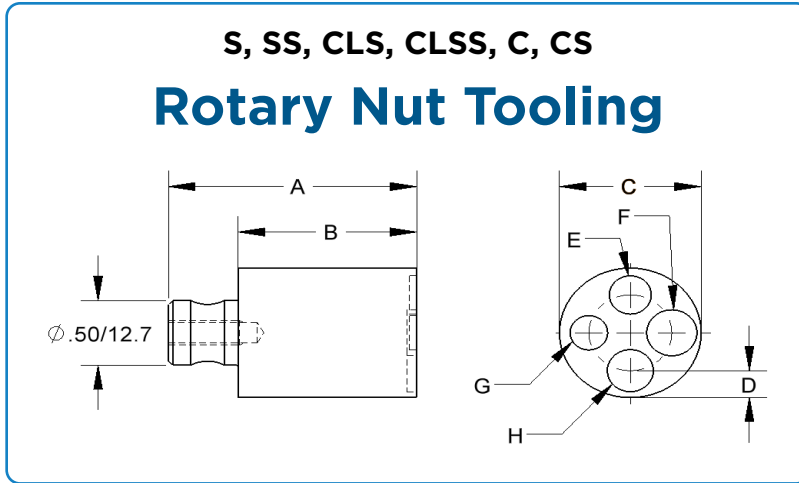 S, SS, CLS, CLSS, C, CS
Rotary Nut Tooling
A
C
F
B
E
∅.50/12.7
G
D
H